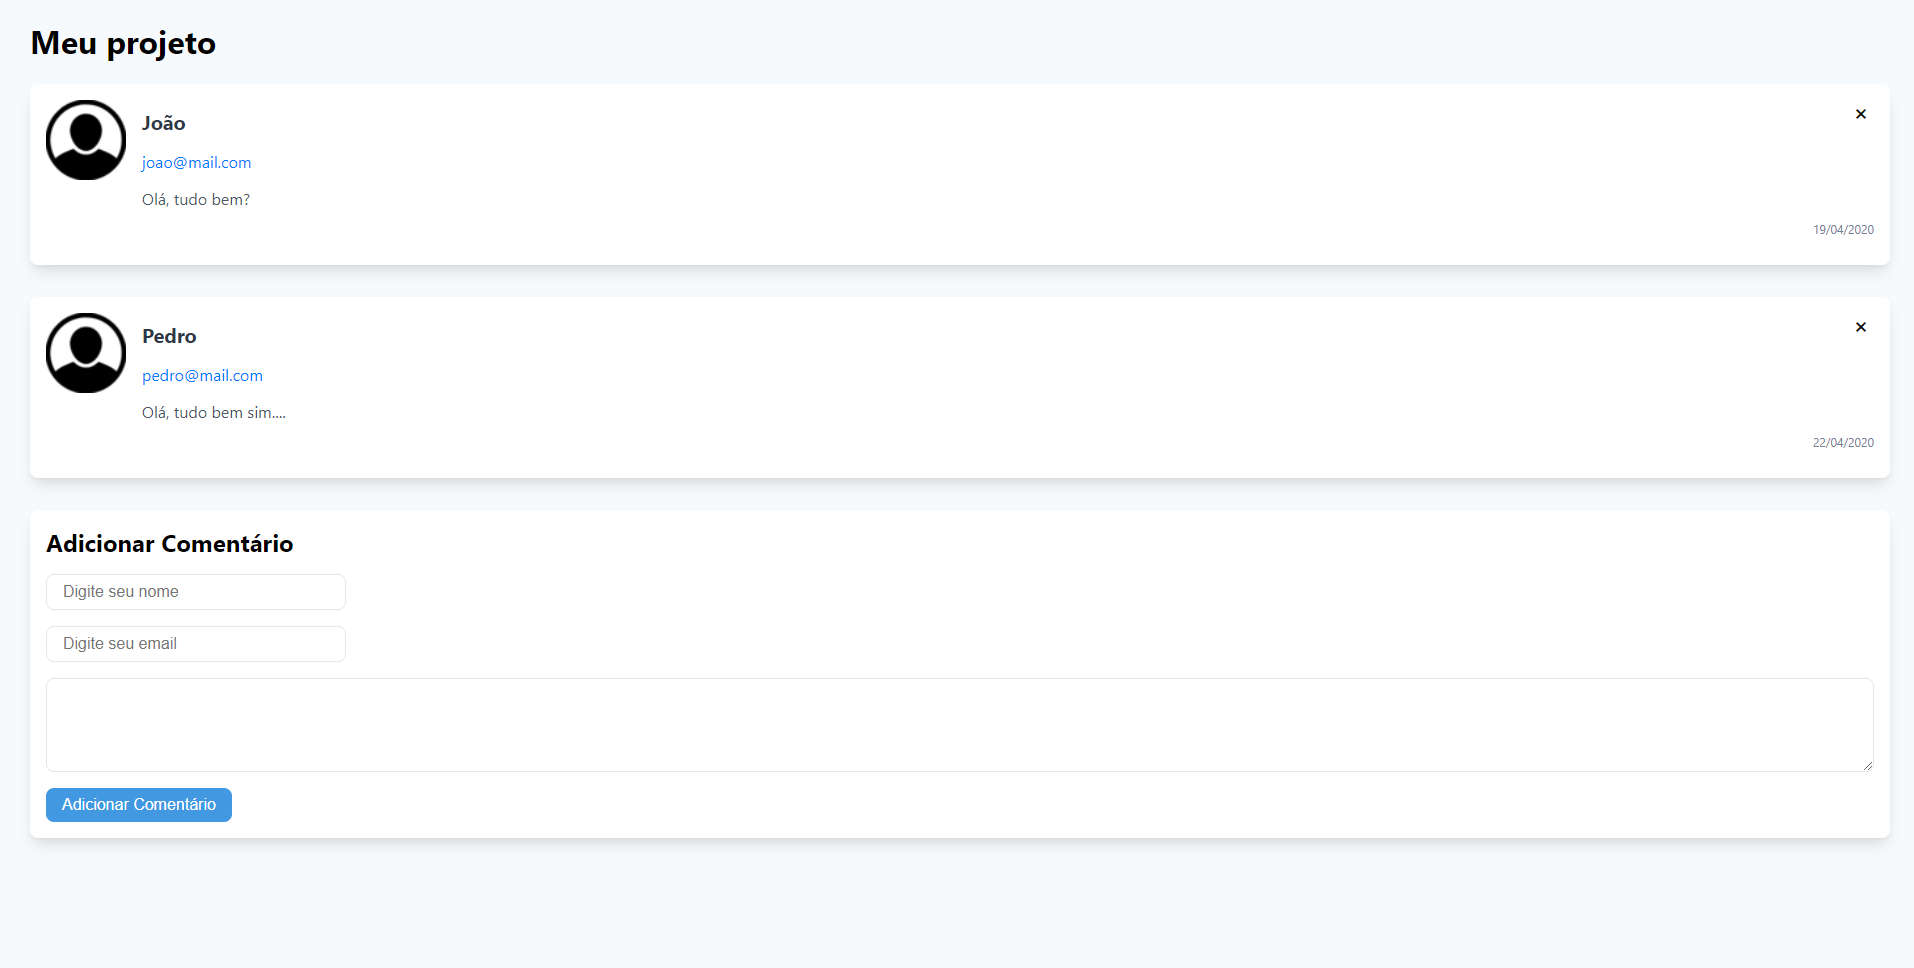 Meu projeto
João
×
joao@mail.com
Olá, tudo bem?
19/04/2020
Pedro
×
pedro@mail.com
Olá, tudo bem sim....
22/04/2020
Adicionar Comentário
Digite seu nome
Digite seu email
Adicionar Comentário